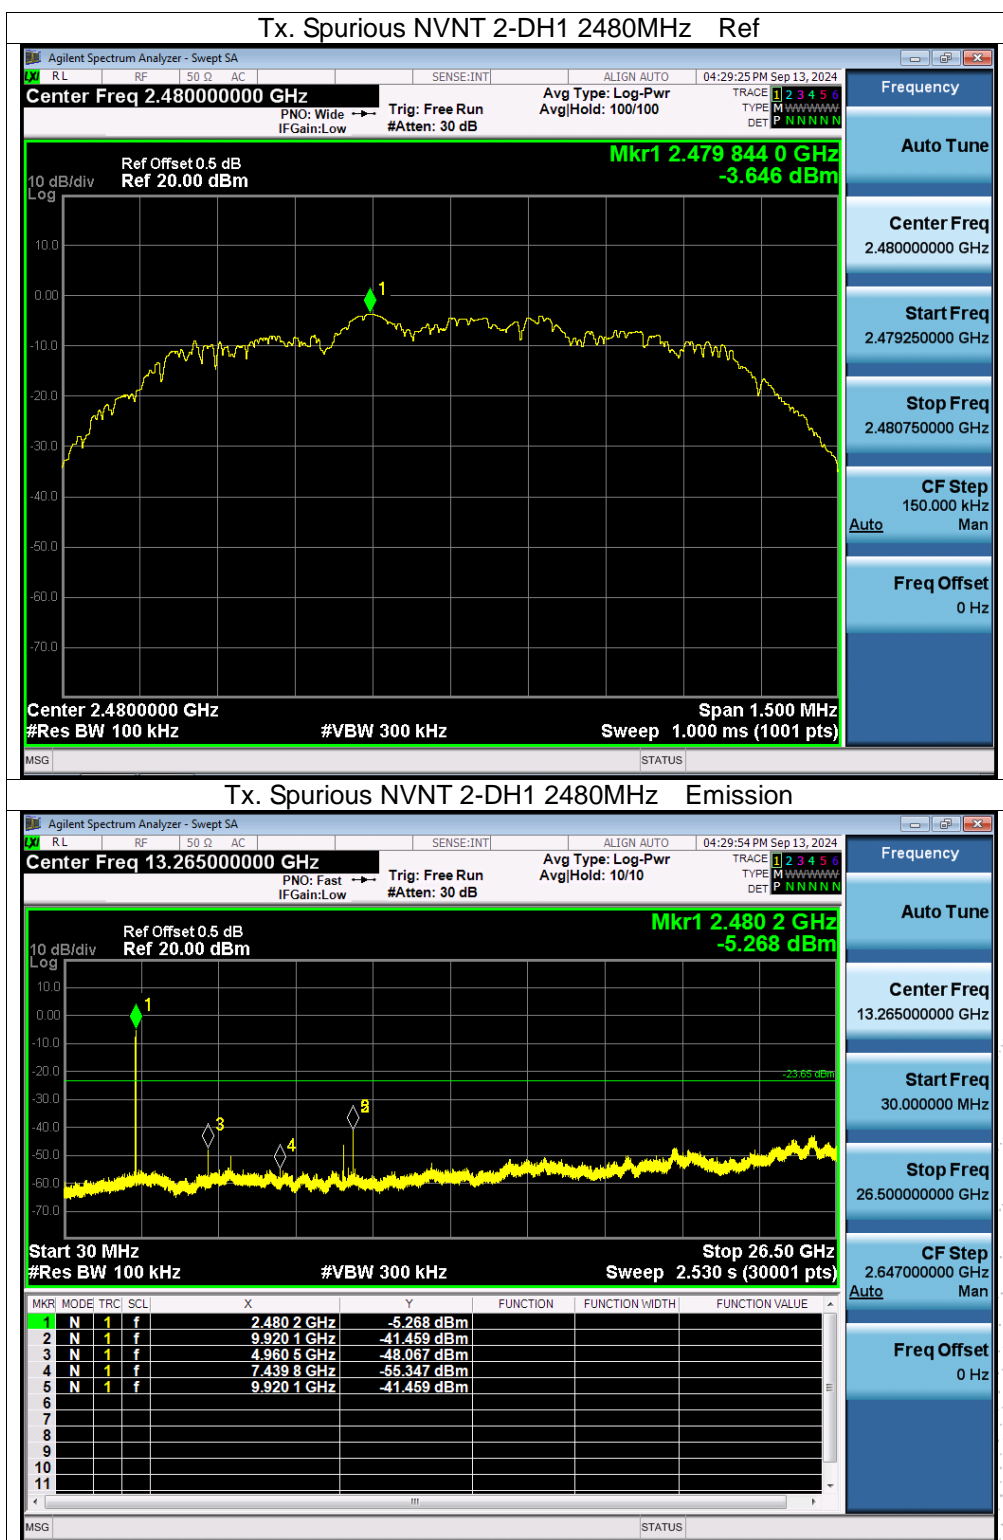 Tx. Spurious NVNT 2-DH1 2480MHz Ref
Agilent Spectrum Analyzer - Swept SA
LXI RL RF 50 Ω AC SENSE:INT ALIGN AUTO 04:29:25 PM Sep 13, 2024
Center Freq 2.480000000 GHz
PNO: Wide
IFGain:Low
Trig: Free Run
#Atten: 30 dB
Avg Type: Log-Pwr
Avg|Hold: 100/100
TRACE 1 2 3 4 5 6
TYPE M W W W W W
DET P N N N N N
Frequency
Auto Tune
Center Freq
2.480000000 GHz
Start Freq
2.479250000 GHz
Stop Freq
2.480750000 GHz
CF Step
150.000 kHz
Auto Man
Freq Offset
0 Hz
Mkr1 2.479 844 0 GHz
-3.646 dBm
Ref Offset 0.5 dB
10 dB/div Ref 20.00 dBm
Log
10.0
0.00
-10.0
-20.0
-30.0
-40.0
-50.0
-60.0
-70.0
1
Center 2.4800000 GHz Span 1.500 MHz
#Res BW 100 kHz #VBW 300 kHz Sweep 1.000 ms (1001 pts)
MSG STATUS
Tx. Spurious NVNT 2-DH1 2480MHz Emission
Agilent Spectrum Analyzer - Swept SA
LXI RL RF 50 Ω AC SENSE:INT ALIGN AUTO 04:29:54 PM Sep 13, 2024
Center Freq 13.265000000 GHz
PNO: Fast
IFGain:Low
Trig: Free Run
#Atten: 30 dB
Avg Type: Log-Pwr
Avg|Hold: 10/10
TRACE 1 2 3 4 5 6
TYPE M W W W W W
DET P N N N N N
Frequency
Auto Tune
Center Freq
13.265000000 GHz
Start Freq
30.000000 MHz
Stop Freq
26.500000000 GHz
CF Step
2.647000000 GHz
Auto Man
Freq Offset
0 Hz
Mkr1 2.480 2 GHz
-5.268 dBm
Ref Offset 0.5 dB
10 dB/div Ref 20.00 dBm
Log
10.0
0.00
-10.0
-20.0
-30.0
-40.0
-50.0
-60.0
-70.0
1
-23.65 dBm
3
4
Start 30 MHz Stop 26.50 GHz
#Res BW 100 kHz #VBW 300 kHz Sweep 2.530 s (30001 pts)
MKR MODE TRC SCL X Y FUNCTION FUNCTION WIDTH FUNCTION VALUE
1 N 1 f 2.480 2 GHz -5.268 dBm
2 N 1 f 9.920 1 GHz -41.459 dBm
3 N 1 f 4.960 5 GHz -48.067 dBm
4 N 1 f 7.439 8 GHz -55.347 dBm
5 N 1 f 9.920 1 GHz -41.459 dBm
6
7
8
9
10
11
MSG STATUS